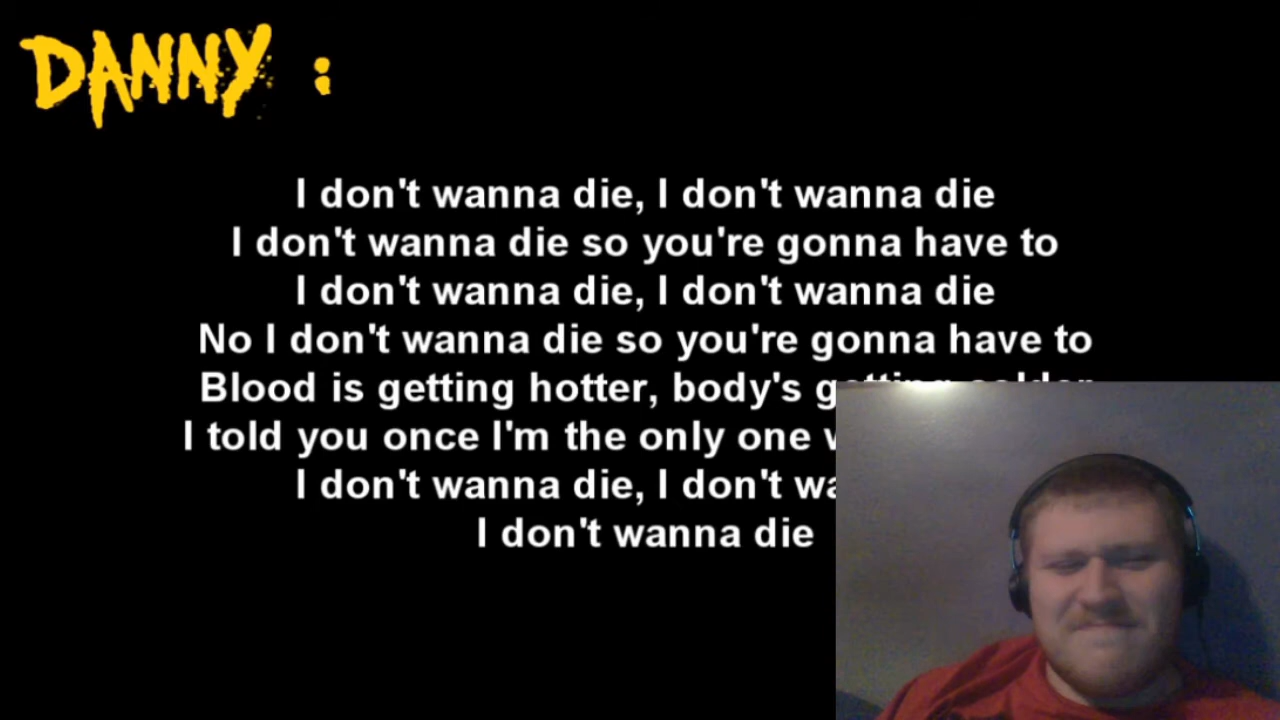 DANNY :
I don't wanna die, I don't wanna die
I don't wanna die so you're gonna have to
I don't wanna die, I don't wanna die
No I don't wanna die so you're gonna have to
Blood is getting hotter, body's getting colder
I told you once I'm the only one
I don't wanna die, I don't
I don't wanna die